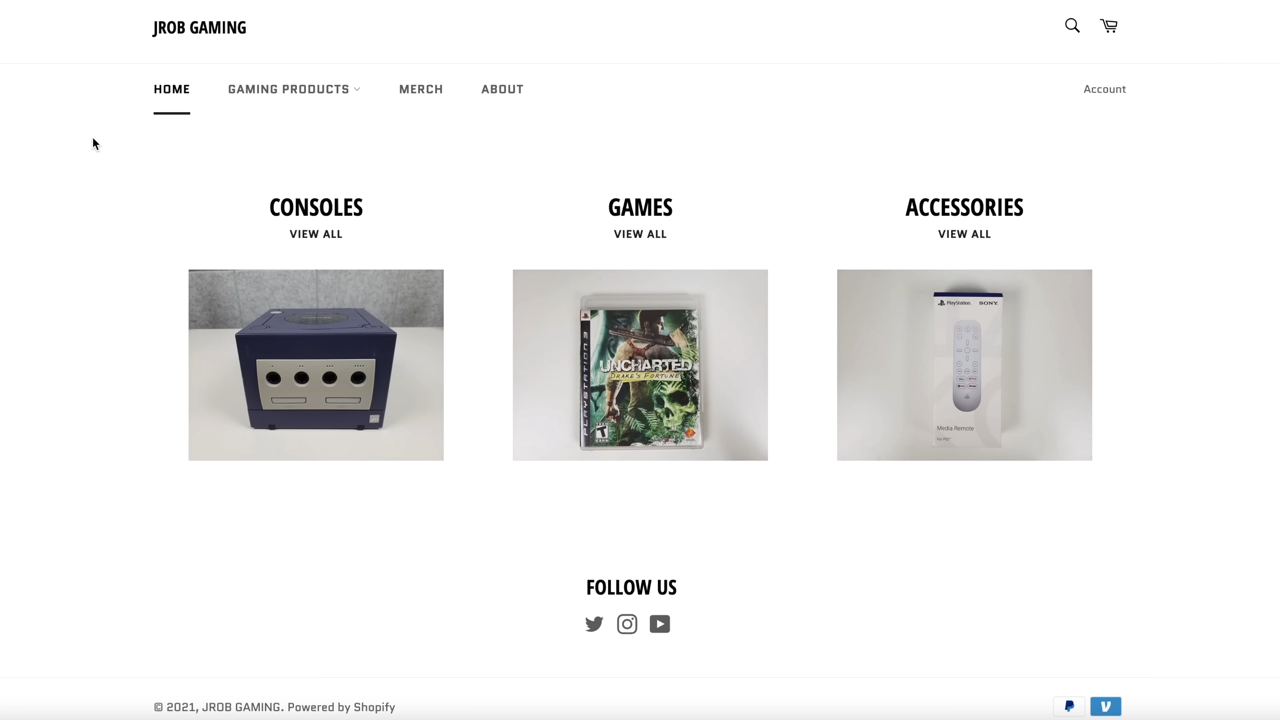 JROB GAMING
HOME GAMING PRODUCTS MERCH ABOUT Account
CONSOLES GAMES ACCESSORIES
VIEW ALL VIEW ALL VIEW ALL
PlayStation SONY
PLAYSTATION 3
UNCHARTED
DRAKE'S FORTUNE
T
Media Remote
FOLLOW US
© 2021, JROB GAMING. Powered by Shopify